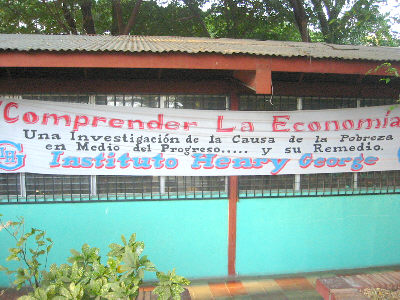 "Comprender La Economía
Una Investigación de la Causa de la Pobreza
en Medio del Progreso..... y su Remedio.
Instituto Henry George